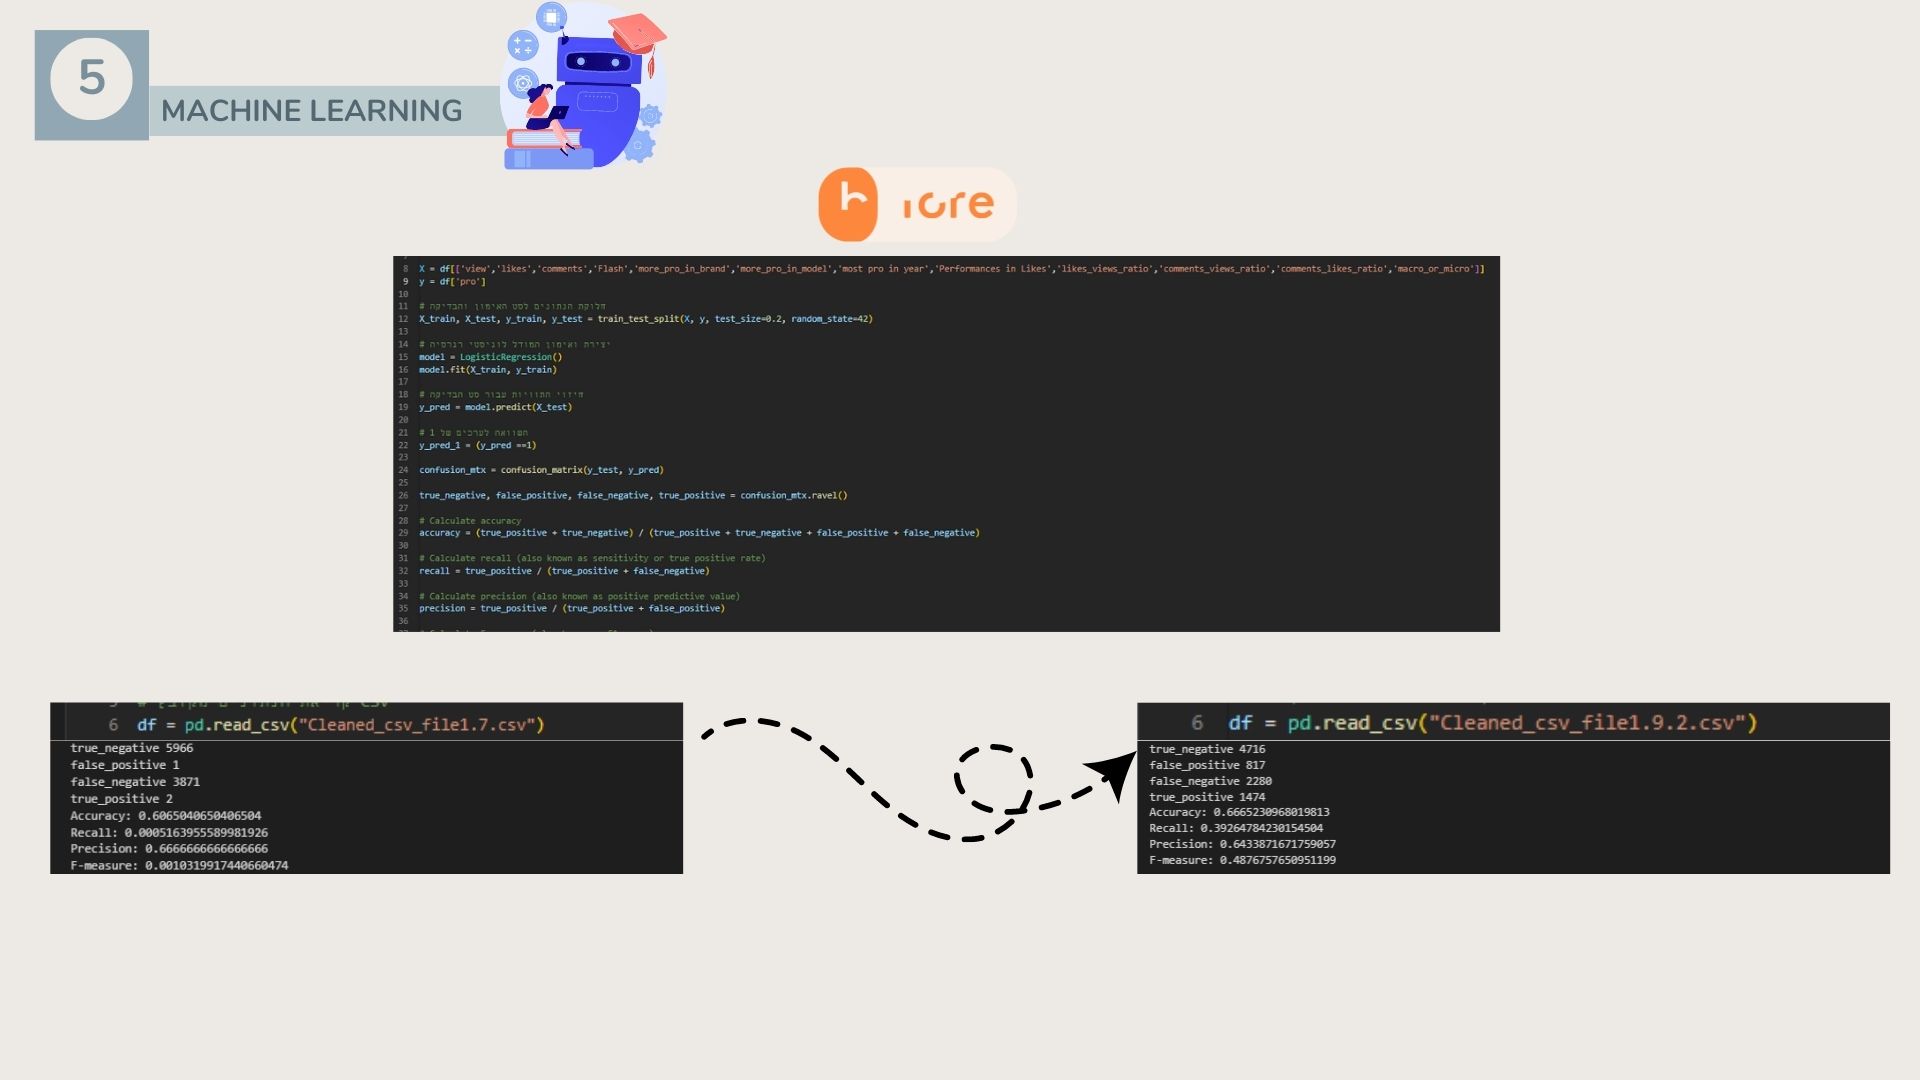 5
MACHINE LEARNING
8 X = df[['view','likes','comments','Flash','more_pro_in_brand','more_pro_in_model','most pro in year','Performances in Likes','likes_views_ratio','comments_views_ratio','comments_likes_ratio','macro_or_micro']]
9 y = df['pro']
10
11 # חלוקת הנתונים לסט האימון והבדיקה
12 X_train, X_test, y_train, y_test = train_test_split(X, y, test_size=0.2, random_state=42)
13
14 # יצירת ואימון המודל לוגיסטי רגרסיה
15 model = LogisticRegression()
16 model.fit(X_train, y_train)
17
18 # חיזוי התוויות עבור סט הבדיקה
19 y_pred = model.predict(X_test)
20
21 # השוואה לערכים של 1
22 y_pred_1 = (y_pred ==1)
23
24 confusion_mtx = confusion_matrix(y_test, y_pred)
25
26 true_negative, false_positive, false_negative, true_positive = confusion_mtx.ravel()
27
28 # Calculate accuracy
29 accuracy = (true_positive + true_negative) / (true_positive + true_negative + false_positive + false_negative)
30
31 # Calculate recall (also known as sensitivity or true positive rate)
32 recall = true_positive / (true_positive + false_negative)
33
34 # Calculate precision (also known as positive predictive value)
35 precision = true_positive / (true_positive + false_positive)
36
6 df = pd.read_csv("Cleaned_csv_file1.7.csv")
true_negative 5966
false_positive 1
false_negative 3871
true_positive 2
Accuracy: 0.6065040650406504
Recall: 0.0005163955589981926
Precision: 0.6666666666666666
F-measure: 0.0010319917440660474
6 df = pd.read_csv("Cleaned_csv_file1.9.2.csv")
true_negative 4716
false_positive 817
false_negative 2280
true_positive 1474
Accuracy: 0.6665230968019813
Recall: 0.39264784230154504
Precision: 0.6433871671759057
F-measure: 0.4876757650951199